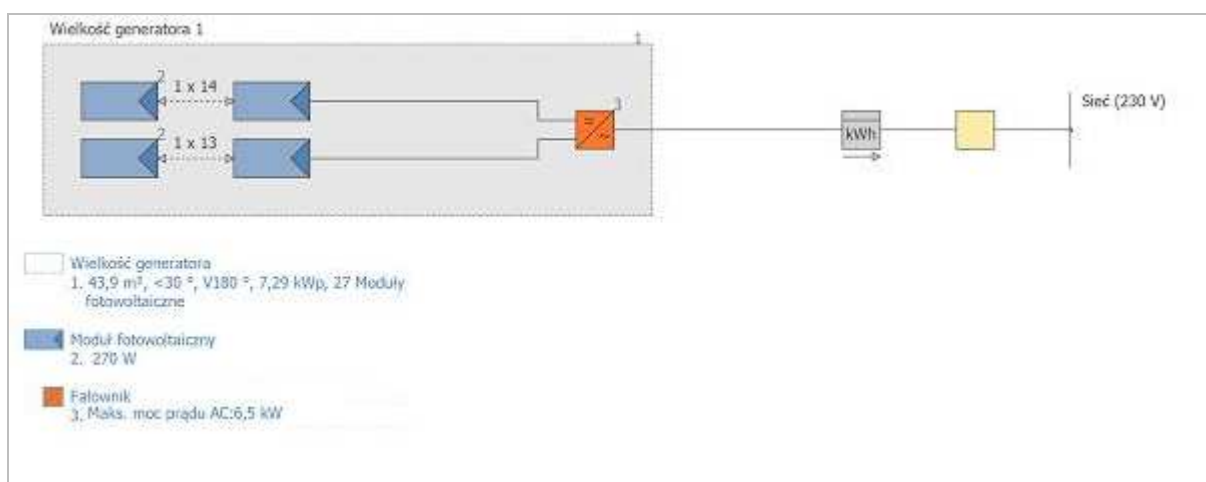 Wielkość generatora 1
1
2
1 x 14
3
2
1 x 13
kWh
Sieć (230 V)
Wielkość generatora
1. 43,9 m², <30 °, V180 °, 7,29 kWp, 27 Moduły
fotowoltaiczne
Moduł fotowoltaiczny
2. 270 W
Falownik
3. Maks. moc prądu AC:6,5 kW